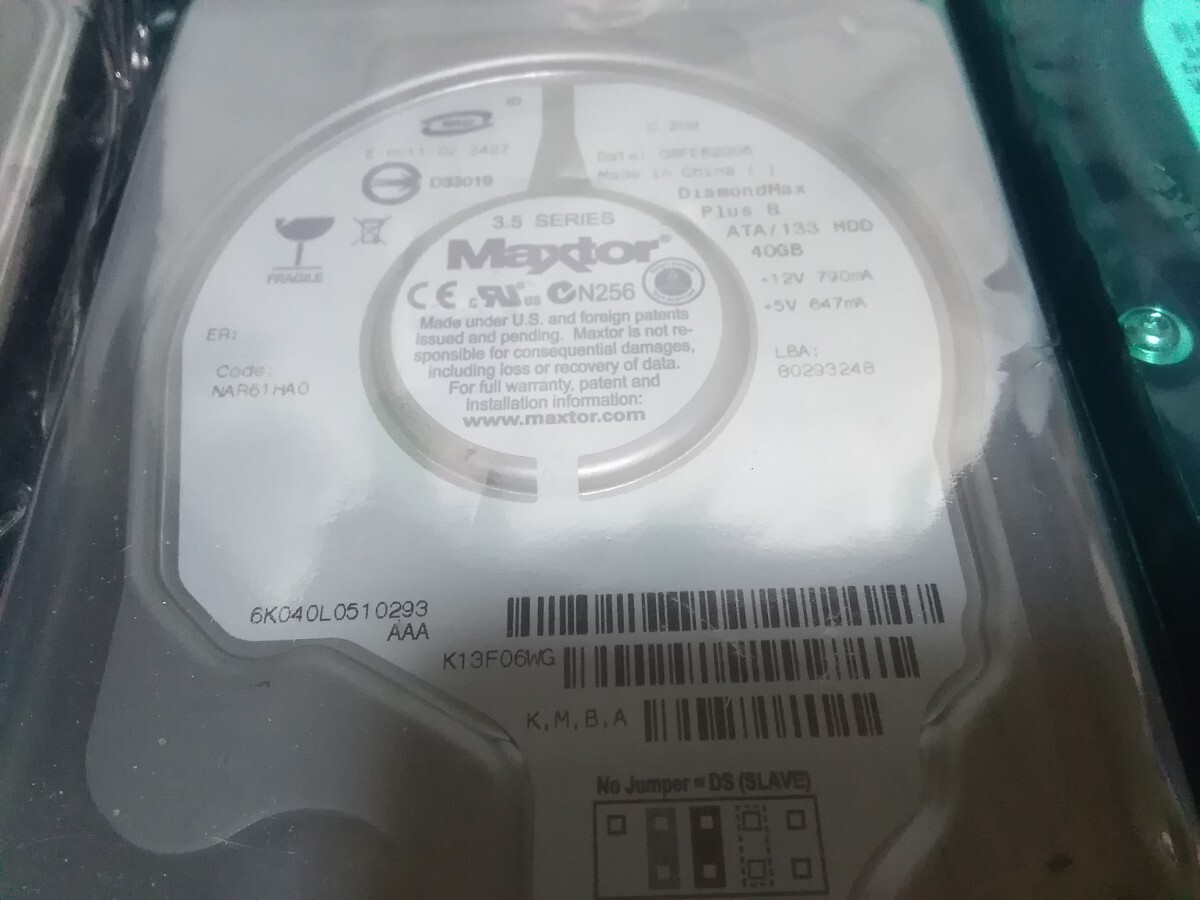 D33019
FRAGILE
ER:
Code:
NAR61HA0
3.5 SERIES
Maxtor
CE c UL us N256
Made under U.S. and foreign patents
issued and pending. Maxtor is not re-
sponsible for consequential damages,
including loss or recovery of data.
For full warranty, patent and
installation information:
www.maxtor.com
Date: 08FEB2006
Made in China ( )
DiamondMax
Plus 8
ATA/133 HDD
40GB
+12V 790mA
+5V 647mA
LBA:
80293248
6K040L0510293
AAA
K13F06WG
K,M,B,A
No Jumper = DS (SLAVE)